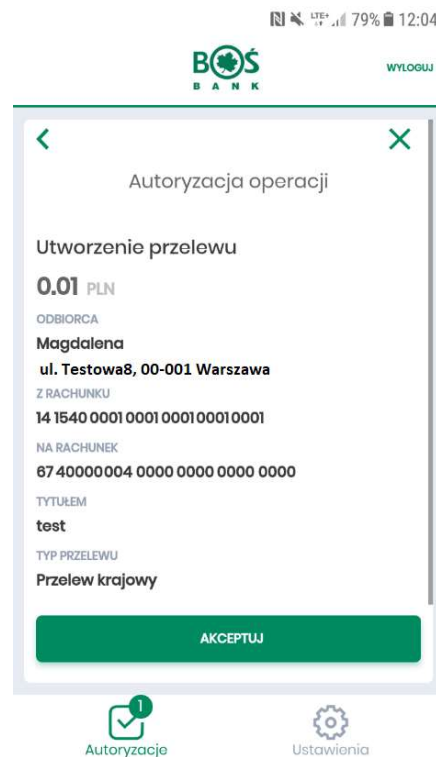 LTE+ 79% 12:04
BOŚ
BANK
WYLOGUJ
Autoryzacja operacji
Utworzenie przelewu
0.01 PLN
ODBIORCA
Magdalena
ul. Testowa8, 00-001 Warszawa
Z RACHUNKU
14 1540 0001 0001 0001 0001 0001
NA RACHUNEK
67 40000004 0000 0000 0000 0000
TYTUŁEM
test
TYP PRZELEWU
Przelew krajowy
AKCEPTUJ
1
Autoryzacje
Ustawienia